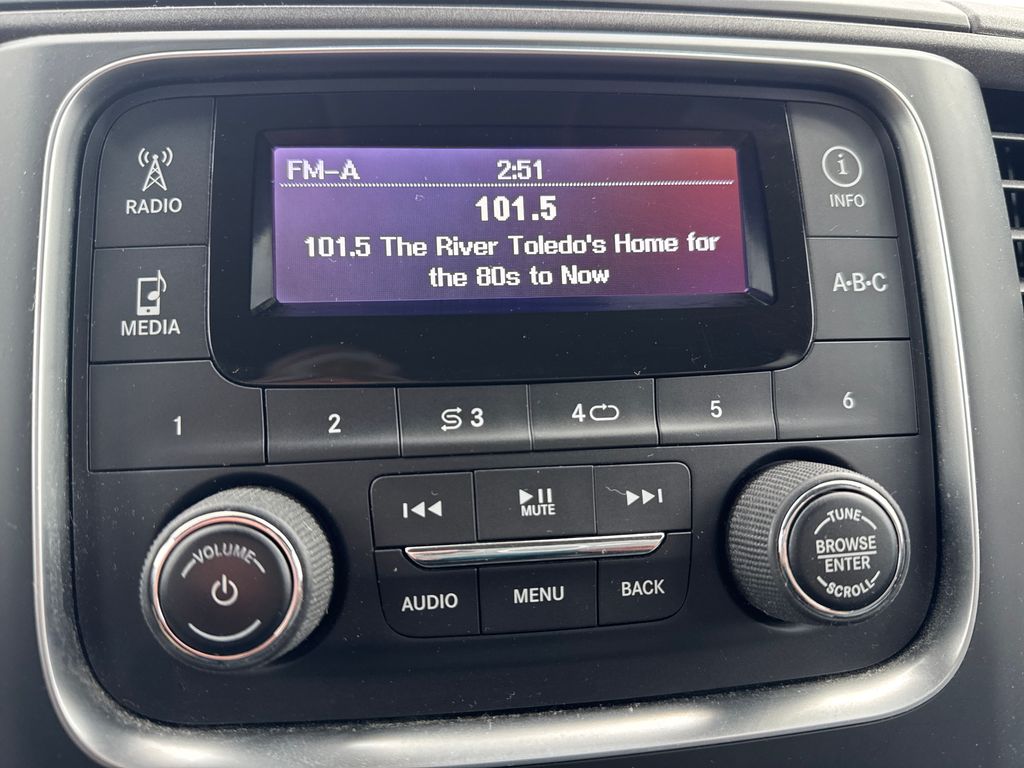 RADIO
FM-A 2:51
101.5
101.5 The River Toledo's Home for
the 80s to Now
i
INFO
MEDIA
A·B·C
1 2 3 4 5 6
MUTE
VOLUME
TUNE
BROWSE
ENTER
SCROLL
AUDIO MENU BACK